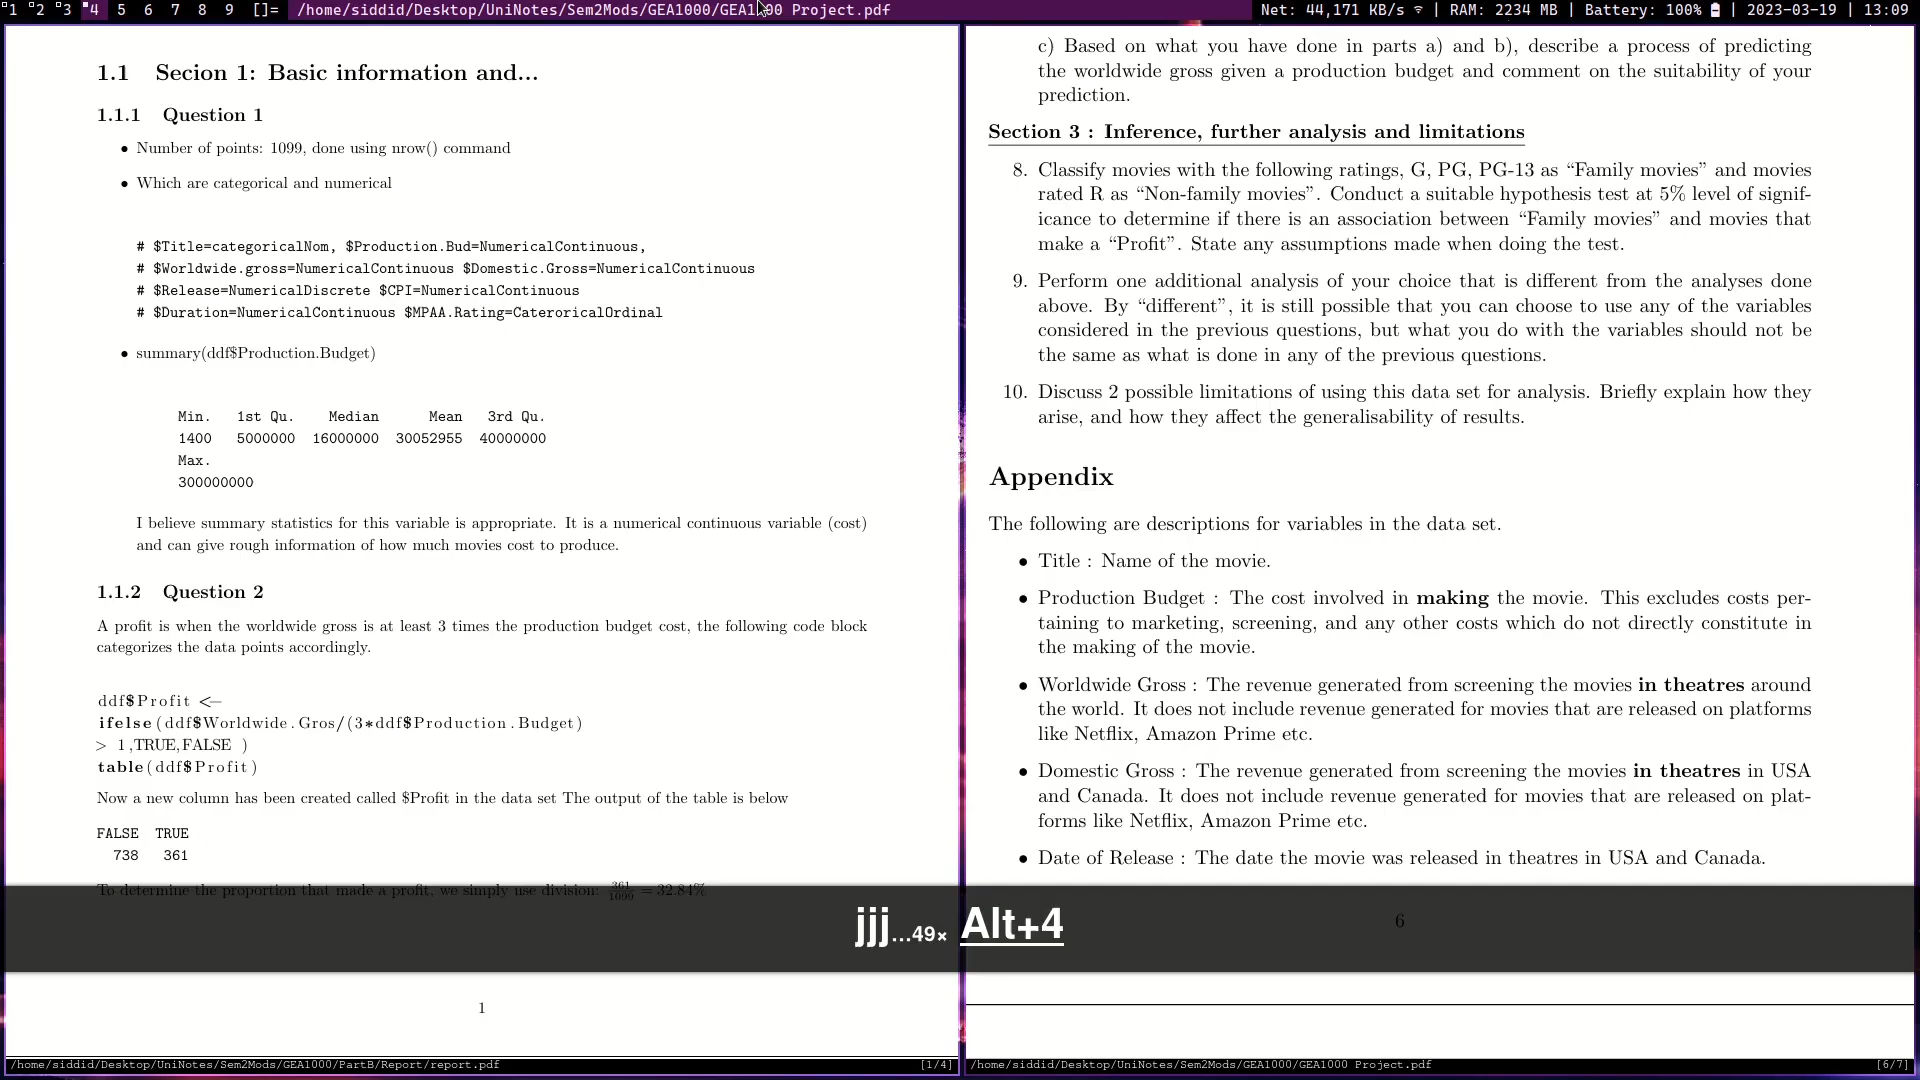 1 2 3 4 5 6 7 8 9 []= /home/siddid/Desktop/UniNotes/Sem2Mods/GEA1000/GEA1000 Project.pdf Net: 44,171 KB/s | RAM: 2234 MB | Battery: 100% | 2023-03-19 | 13:09
1.1 Secion 1: Basic information and...
1.1.1 Question 1
• Number of points: 1099, done using nrow() command
• Which are categorical and numerical
# $Title=categoricalNom, $Production.Bud=NumericalContinuous,
# $Worldwide.gross=NumericalContinuous $Domestic.Gross=NumericalContinuous
# $Release=NumericalDiscrete $CPI=NumericalContinuous
# $Duration=NumericalContinuous $MPAA.Rating=CateroricalOrdinal
• summary(ddf$Production.Budget)
Min. 1st Qu. Median Mean 3rd Qu.
1400 5000000 16000000 30052955 40000000
Max.
300000000
I believe summary statistics for this variable is appropriate. It is a numerical continuous variable (cost)
and can give rough information of how much movies cost to produce.
1.1.2 Question 2
A profit is when the worldwide gross is at least 3 times the production budget cost, the following code block
categorizes the data points accordingly.
ddf$Profit <-
ifelse(ddf$Worldwide.Gros/(3*ddf$Production.Budget)
> 1,TRUE,FALSE )
table(ddf$Profit)
Now a new column has been created called $Profit in the data set The output of the table is below
FALSE TRUE
738 361
To determine the proportion that made a profit, we simply use division: 361/1099 = 32.84%
1
/home/siddid/Desktop/UniNotes/Sem2Mods/GEA1000/PartB/Report/report.pdf [1/4]
c) Based on what you have done in parts a) and b), describe a process of predicting
the worldwide gross given a production budget and comment on the suitability of your
prediction.
Section 3 : Inference, further analysis and limitations
8. Classify movies with the following ratings, G, PG, PG-13 as “Family movies” and movies
rated R as “Non-family movies”. Conduct a suitable hypothesis test at 5% level of signif-
icance to determine if there is an association between “Family movies” and movies that
make a “Profit”. State any assumptions made when doing the test.
9. Perform one additional analysis of your choice that is different from the analyses done
above. By “different”, it is still possible that you can choose to use any of the variables
considered in the previous questions, but what you do with the variables should not be
the same as what is done in any of the previous questions.
10. Discuss 2 possible limitations of using this data set for analysis. Briefly explain how they
arise, and how they affect the generalisability of results.
Appendix
The following are descriptions for variables in the data set.
• Title : Name of the movie.
• Production Budget : The cost involved in making the movie. This excludes costs per-
taining to marketing, screening, and any other costs which do not directly constitute in
the making of the movie.
• Worldwide Gross : The revenue generated from screening the movies in theatres around
the world. It does not include revenue generated for movies that are released on platforms
like Netflix, Amazon Prime etc.
• Domestic Gross : The revenue generated from screening the movies in theatres in USA
and Canada. It does not include revenue generated for movies that are released on plat-
forms like Netflix, Amazon Prime etc.
• Date of Release : The date the movie was released in theatres in USA and Canada.
6
jjj...49× Alt+4
/home/siddid/Desktop/UniNotes/Sem2Mods/GEA1000/GEA1000 Project.pdf [6/7]